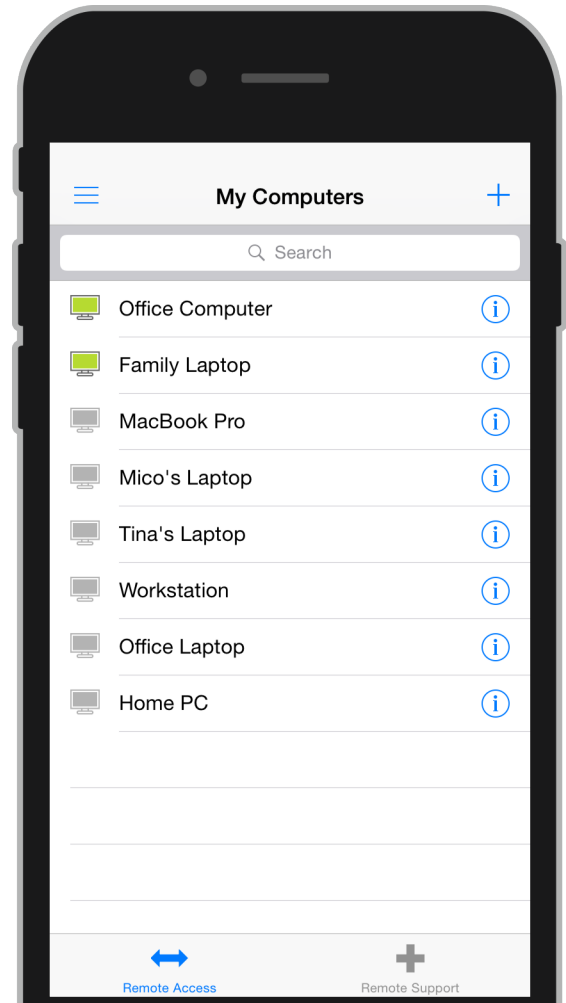 My Computers
Search
Office Computer
Family Laptop
MacBook Pro
Mico's Laptop
Tina's Laptop
Workstation
Office Laptop
Home PC
Remote Access Remote Support